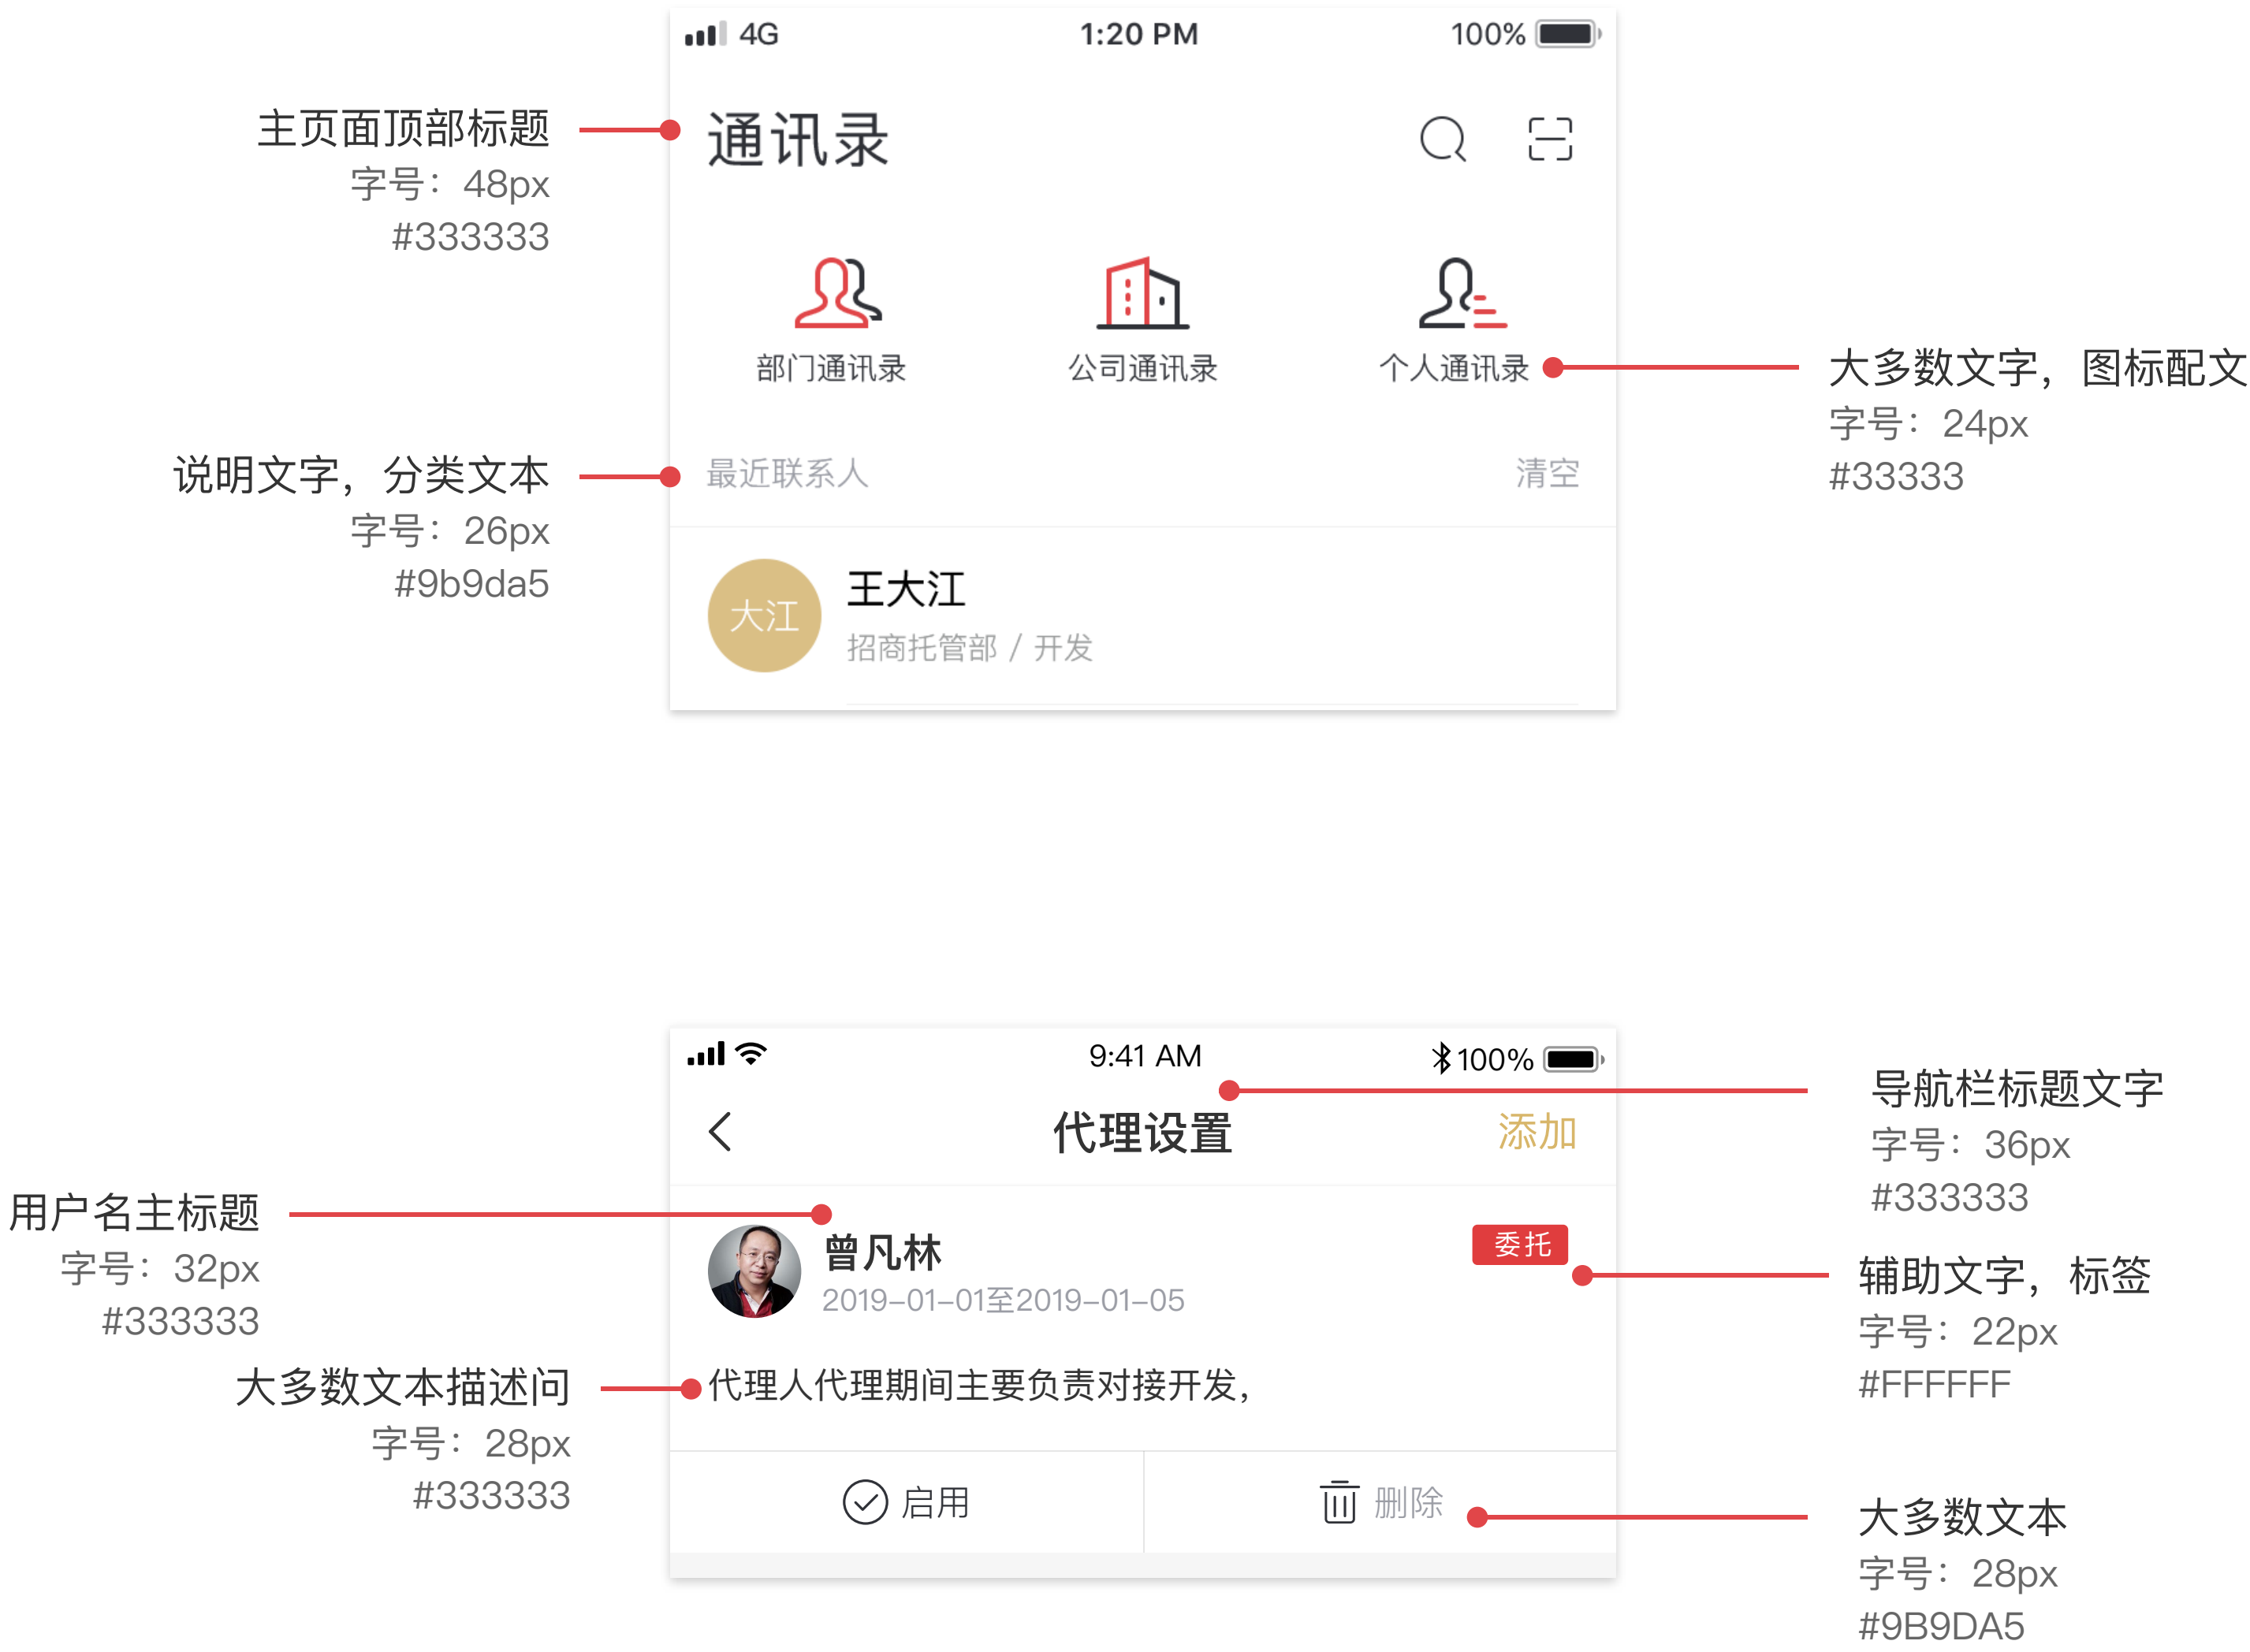 4G
1:20 PM
100%
主页面顶部标题
字号：48px
#333333
通讯录
部门通讯录
公司通讯录
个人通讯录
大多数文字，图标配文
字号：24px
#33333
说明文字，分类文本
字号：26px
#9b9da5
最近联系人
清空
大江
王大江
招商托管部 / 开发
9:41 AM
100%
代理设置
添加
导航栏标题文字
字号：36px
#333333
用户名主标题
字号：32px
#333333
曾凡林
2019-01-01至2019-01-05
委托
辅助文字，标签
字号：22px
#FFFFFF
大多数文本描述问
字号：28px
#333333
代理人代理期间主要负责对接开发，
启用
删除
大多数文本
字号：28px
#9B9DA5